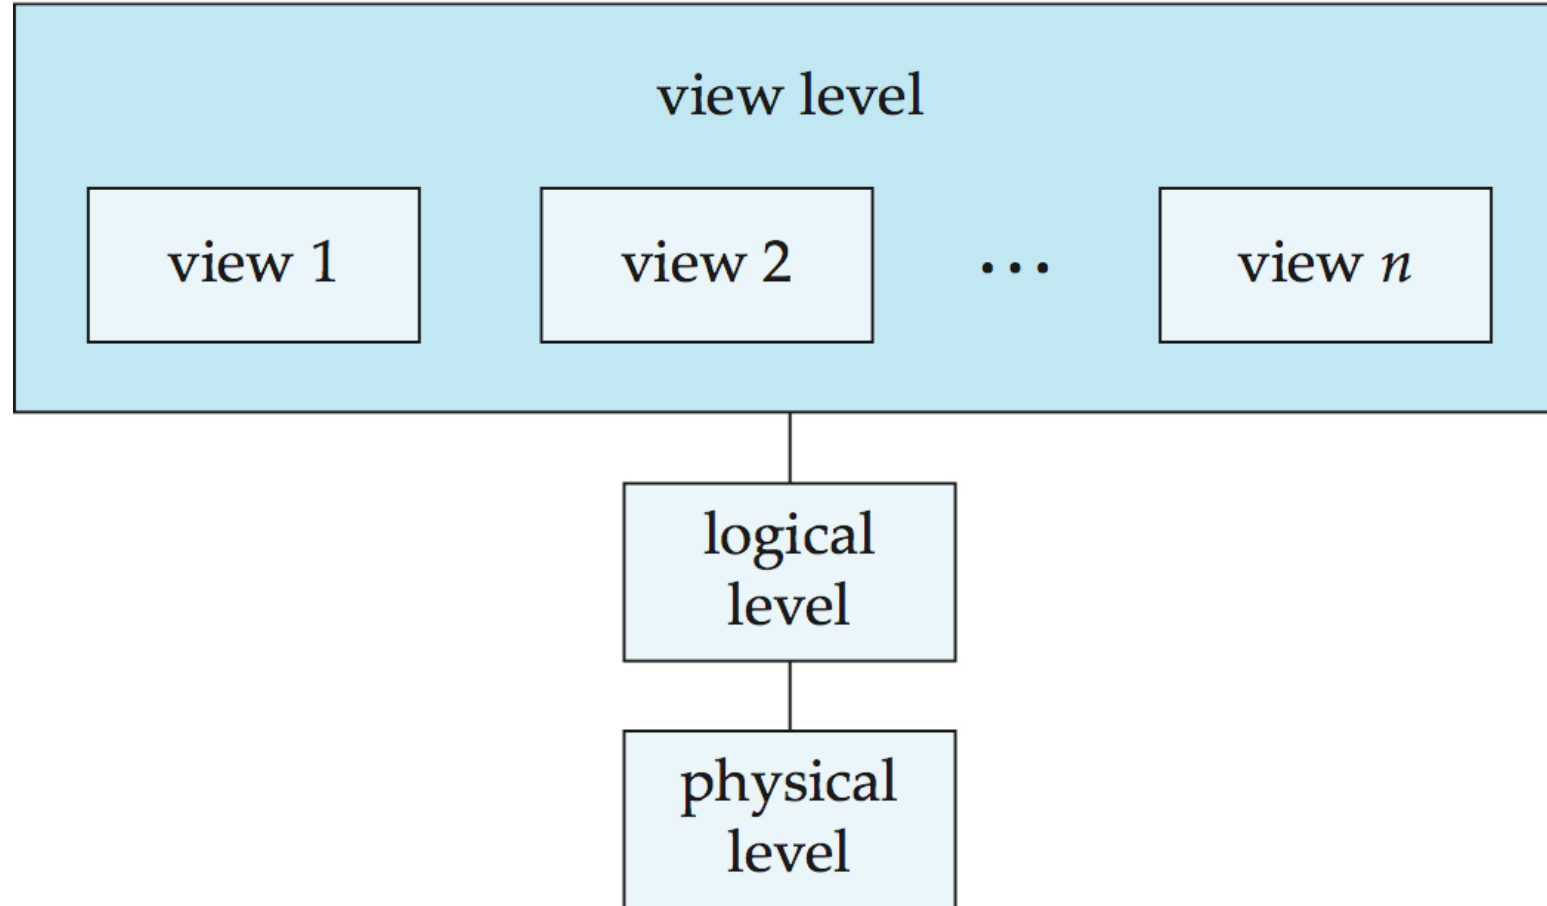 view level
view 1
view 2
...
view n
logical
level
physical
level